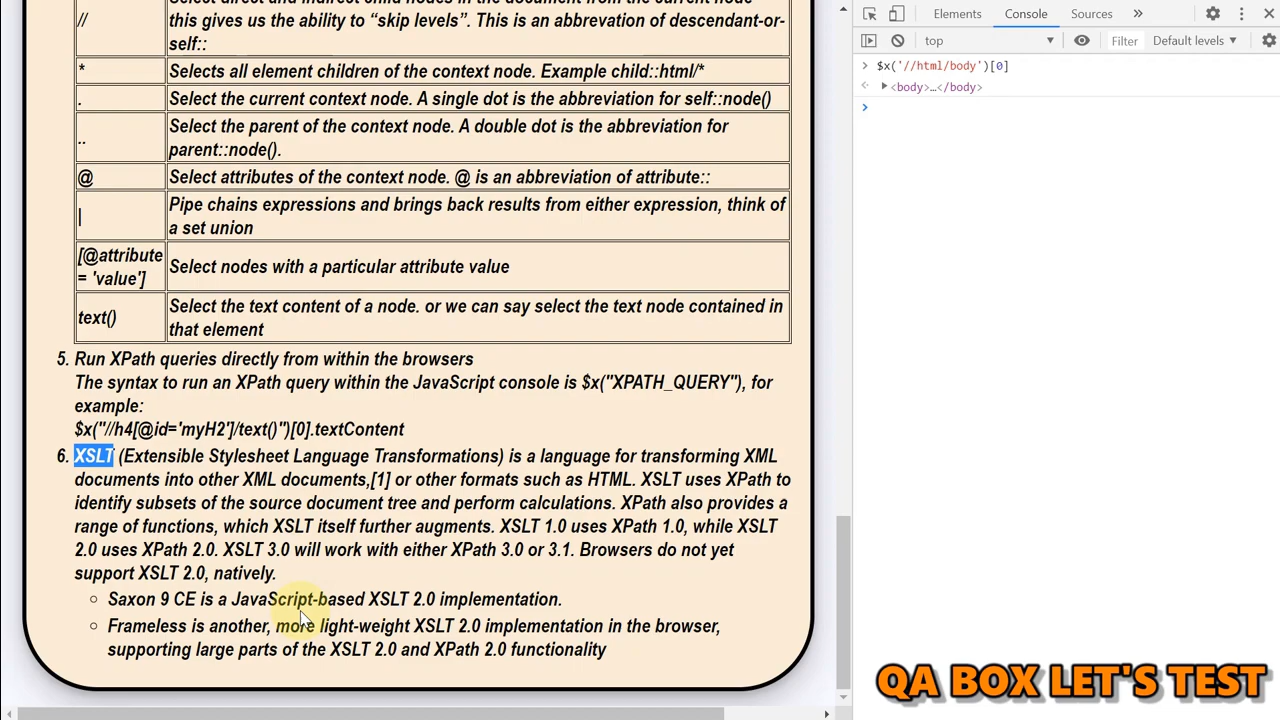 Select direct and indirect child nodes in the document from the current node
//
this gives us the ability to “skip levels”. This is an abbrevation of descendant-or-
self::
*
Selects all element children of the context node. Example child::html/*
.
Select the current context node. A single dot is the abbreviation for self::node()
..
Select the parent of the context node. A double dot is the abbreviation for
parent::node().
@
Select attributes of the context node. @ is an abbreviation of attribute::
|
Pipe chains expressions and brings back results from either expression, think of
a set union
[@attribute
= 'value']
Select nodes with a particular attribute value
text()
Select the text content of a node. or we can say select the text node contained in
that element
5. Run XPath queries directly from within the browsers
The syntax to run an XPath query within the JavaScript console is $x("XPATH_QUERY"), for
example:
$x("//h4[@id='myH2']/text()")[0].textContent
6. XSLT (Extensible Stylesheet Language Transformations) is a language for transforming XML
documents into other XML documents,[1] or other formats such as HTML. XSLT uses XPath to
identify subsets of the source document tree and perform calculations. XPath also provides a
range of functions, which XSLT itself further augments. XSLT 1.0 uses XPath 1.0, while XSLT
2.0 uses XPath 2.0. XSLT 3.0 will work with either XPath 3.0 or 3.1. Browsers do not yet
support XSLT 2.0, natively.
Saxon 9 CE is a JavaScript-based XSLT 2.0 implementation.
Frameless is another, more light-weight XSLT 2.0 implementation in the browser,
supporting large parts of the XSLT 2.0 and XPath 2.0 functionality
Elements Console Sources »
top Filter Default levels
$x('//html/body')[0]
<body>…</body>
QA BOX LET'S TEST